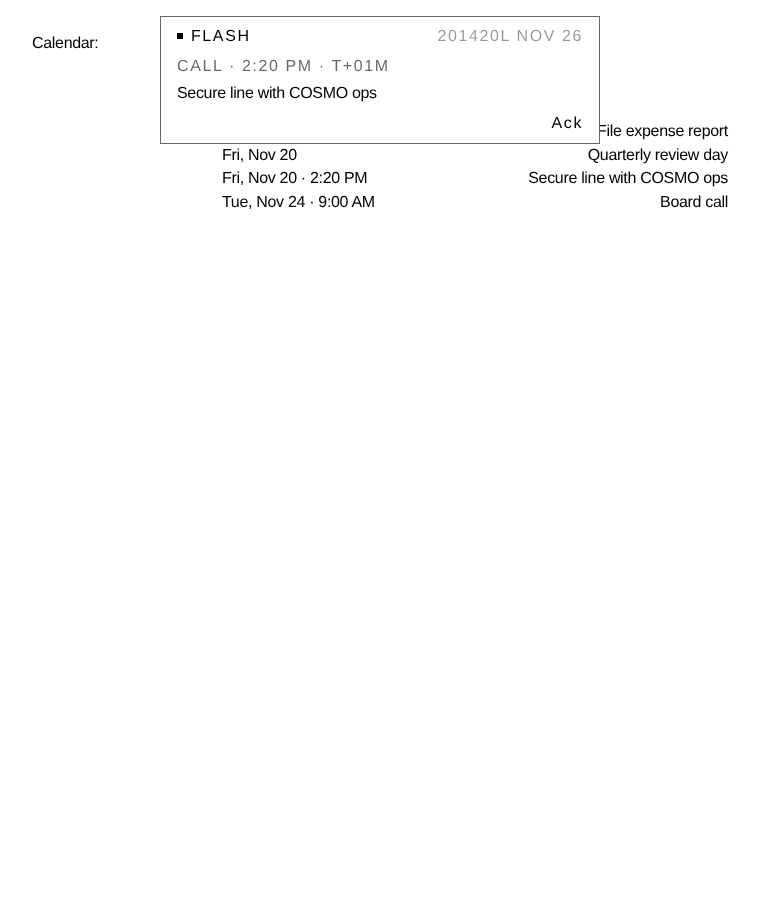 Calendar:
FLASH 201420L NOV 26
CALL · 2:20 PM · T+01M
Secure line with COSMO ops
Ack
File expense report
Fri, Nov 20 Quarterly review day
Fri, Nov 20 · 2:20 PM Secure line with COSMO ops
Tue, Nov 24 · 9:00 AM Board call